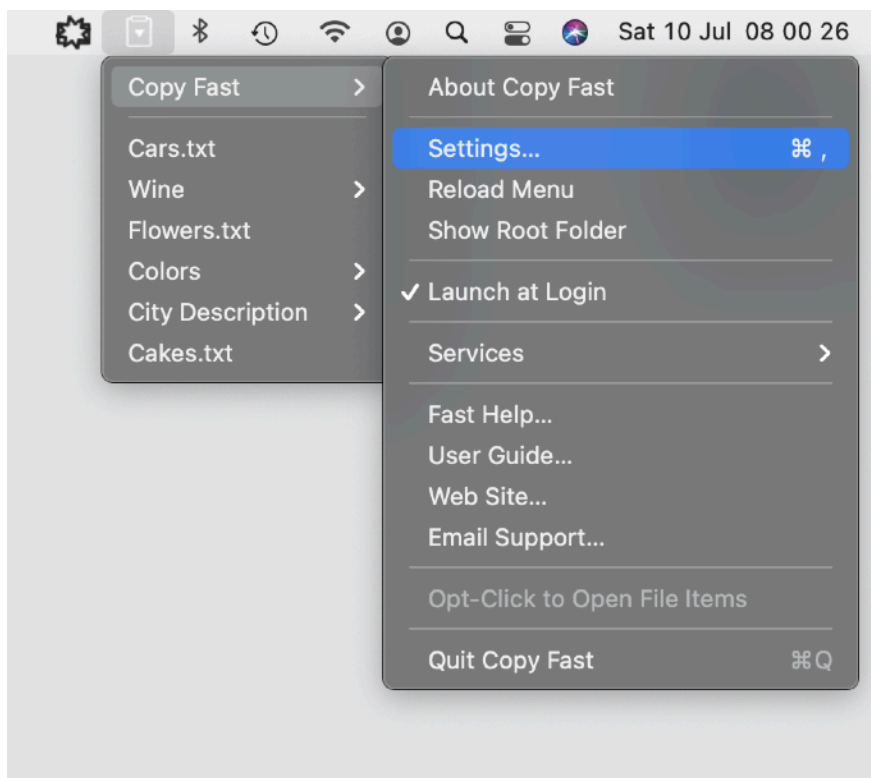 Sat 10 Jul 08 00 26
Copy Fast
Cars.txt
Wine
Flowers.txt
Colors
City Description
Cakes.txt
About Copy Fast
Settings... ⌘ ,
Reload Menu
Show Root Folder
✓ Launch at Login
Services
Fast Help...
User Guide...
Web Site...
Email Support...
Opt-Click to Open File Items
Quit Copy Fast ⌘Q